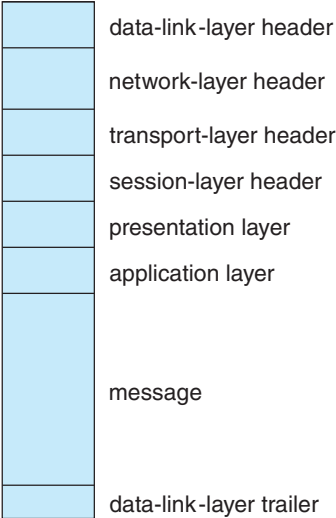 data-link-layer header
network-layer header
transport-layer header
session-layer header
presentation layer
application layer
message
data-link-layer trailer